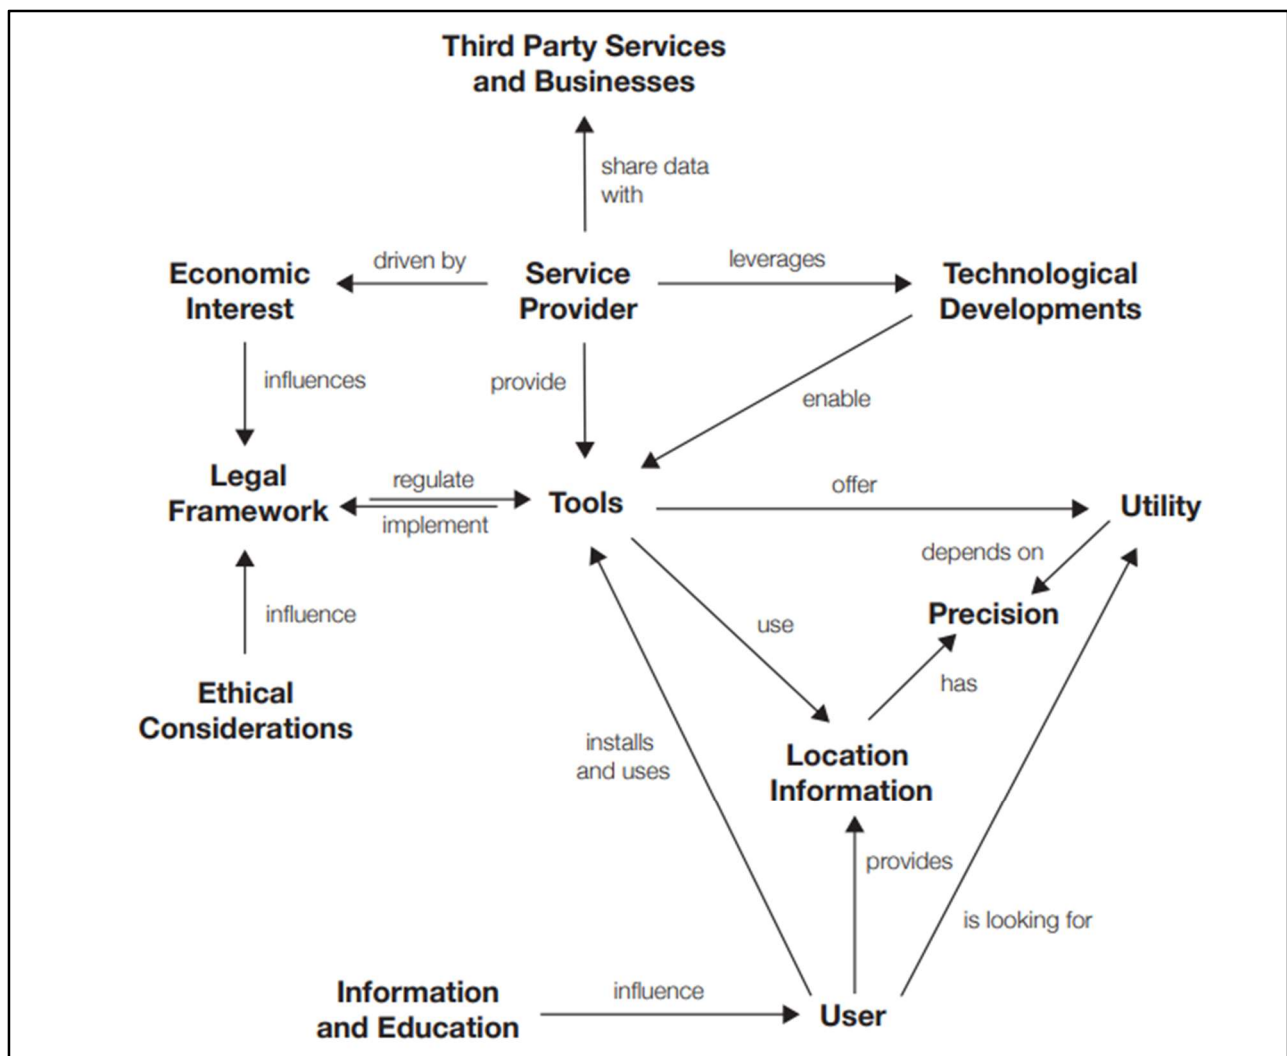 Third Party Services
and Businesses
share data
with
driven by
leverages
Economic
Interest
Service
Provider
Technological
Developments
influences
provide
enable
Legal
Framework
regulate
implement
Tools
offer
Utility
depends on
Precision
influence
use
has
Ethical
Considerations
installs
and uses
Location
Information
provides
is looking for
Information
and Education
influence
User